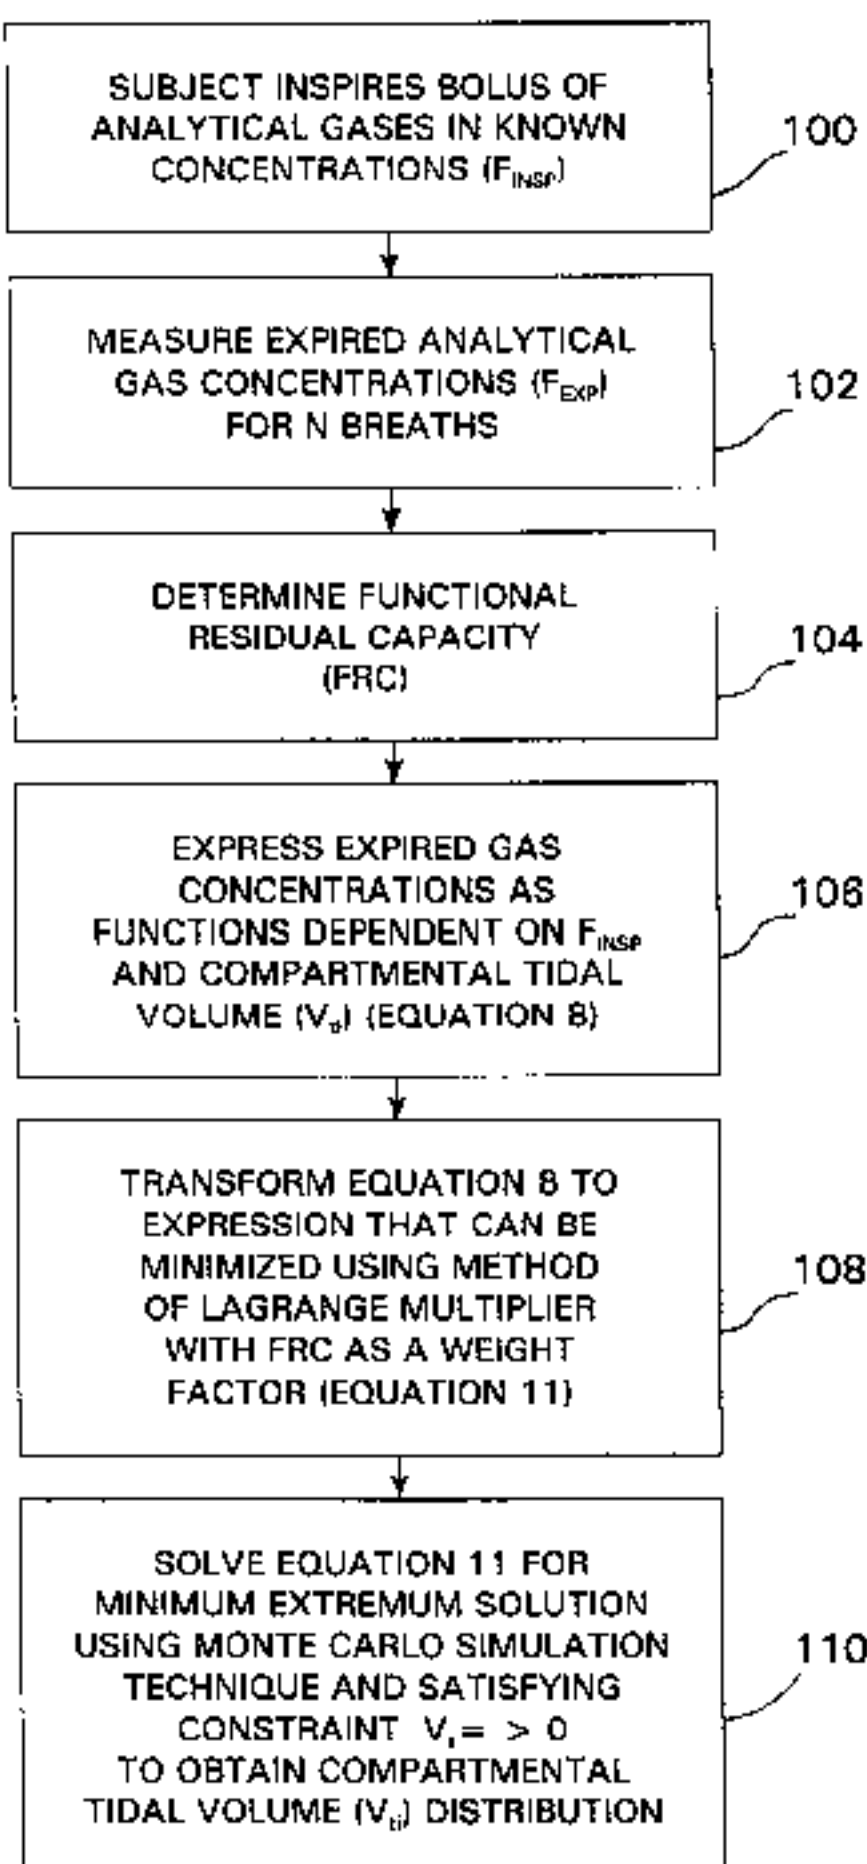 SUBJECT INSPIRES BOLUS OF
ANALYTICAL GASES IN KNOWN
CONCENTRATIONS (F_INSP)
100
MEASURE EXPIRED ANALYTICAL
GAS CONCENTRATIONS (F_EXP)
FOR N BREATHS
102
DETERMINE FUNCTIONAL
RESIDUAL CAPACITY
(FRC)
104
EXPRESS EXPIRED GAS
CONCENTRATIONS AS
FUNCTIONS DEPENDENT ON F_INSP
AND COMPARTMENTAL TIDAL
VOLUME (V_ti) (EQUATION 8)
106
TRANSFORM EQUATION 8 TO
EXPRESSION THAT CAN BE
MINIMIZED USING METHOD
OF LAGRANGE MULTIPLIER
WITH FRC AS A WEIGHT
FACTOR (EQUATION 11)
108
SOLVE EQUATION 11 FOR
MINIMUM EXTREMUM SOLUTION
USING MONTE CARLO SIMULATION
TECHNIQUE AND SATISFYING
CONSTRAINT V_t = > 0
TO OBTAIN COMPARTMENTAL
TIDAL VOLUME (V_ti) DISTRIBUTION
110